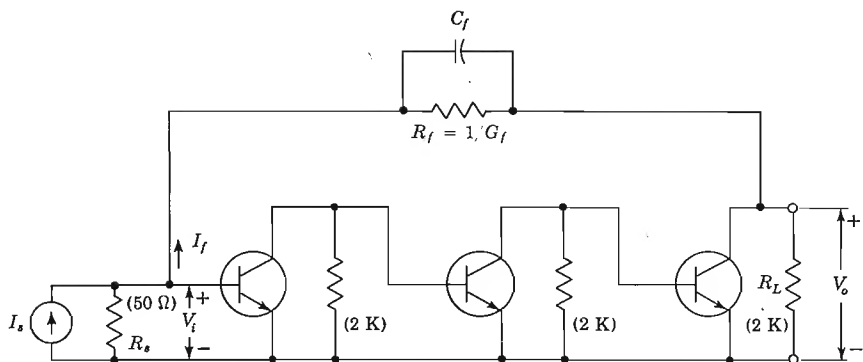 C_f
R_f = 1, G_f
I_f
I_s
(50 Ω)
R_s
+
V_i
−
(2 K)
(2 K)
R_L
(2 K)
+
V_o
−